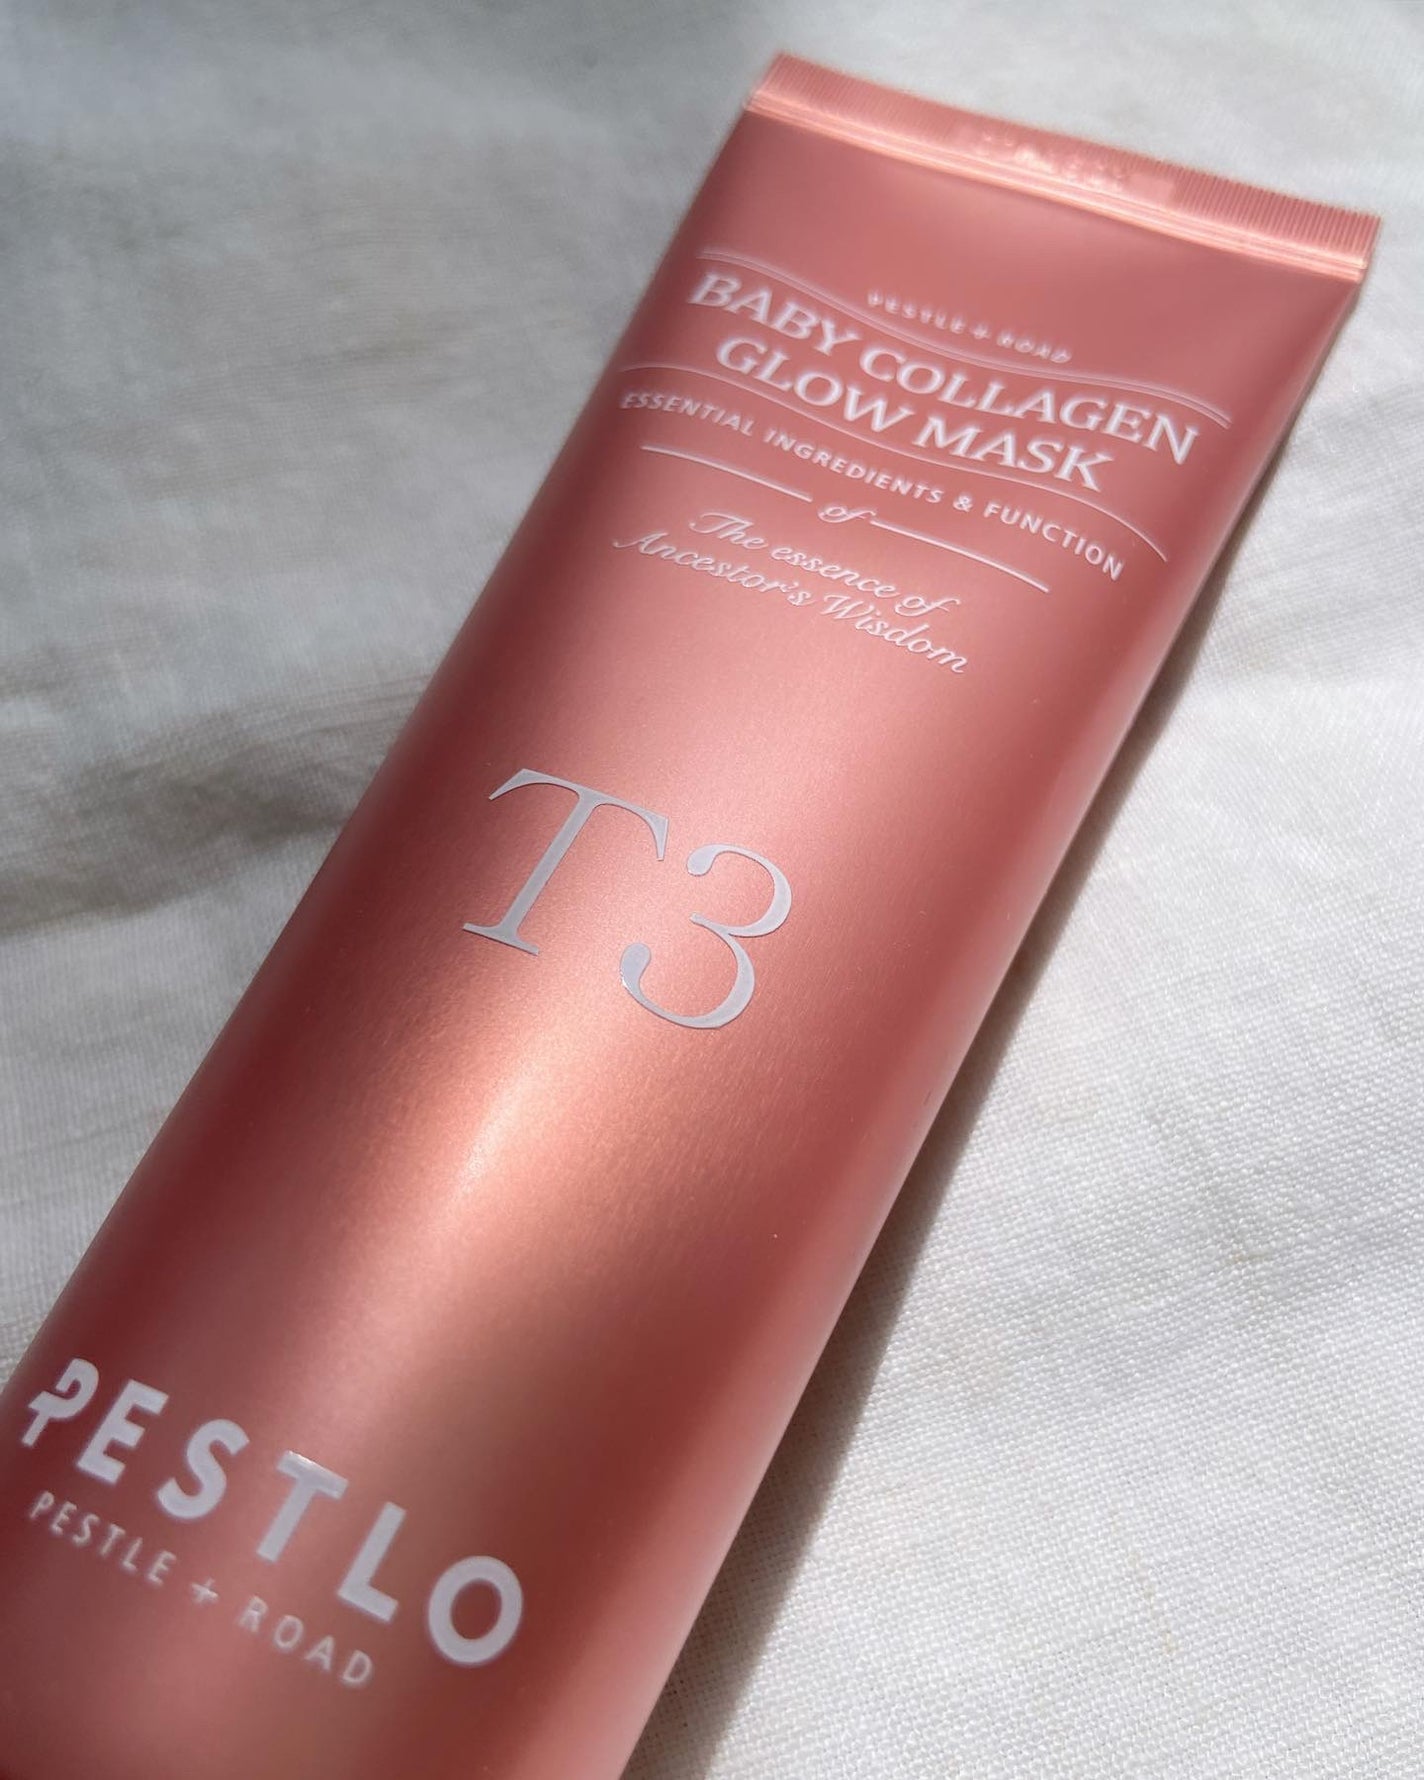 PESTLE + ROAD
BABY COLLAGEN
GLOW MASK
ESSENTIAL INGREDIENTS & FUNCTION
of
The essence of
Ancestor's Wisdom
T3
PESTLO
PESTLE + ROAD